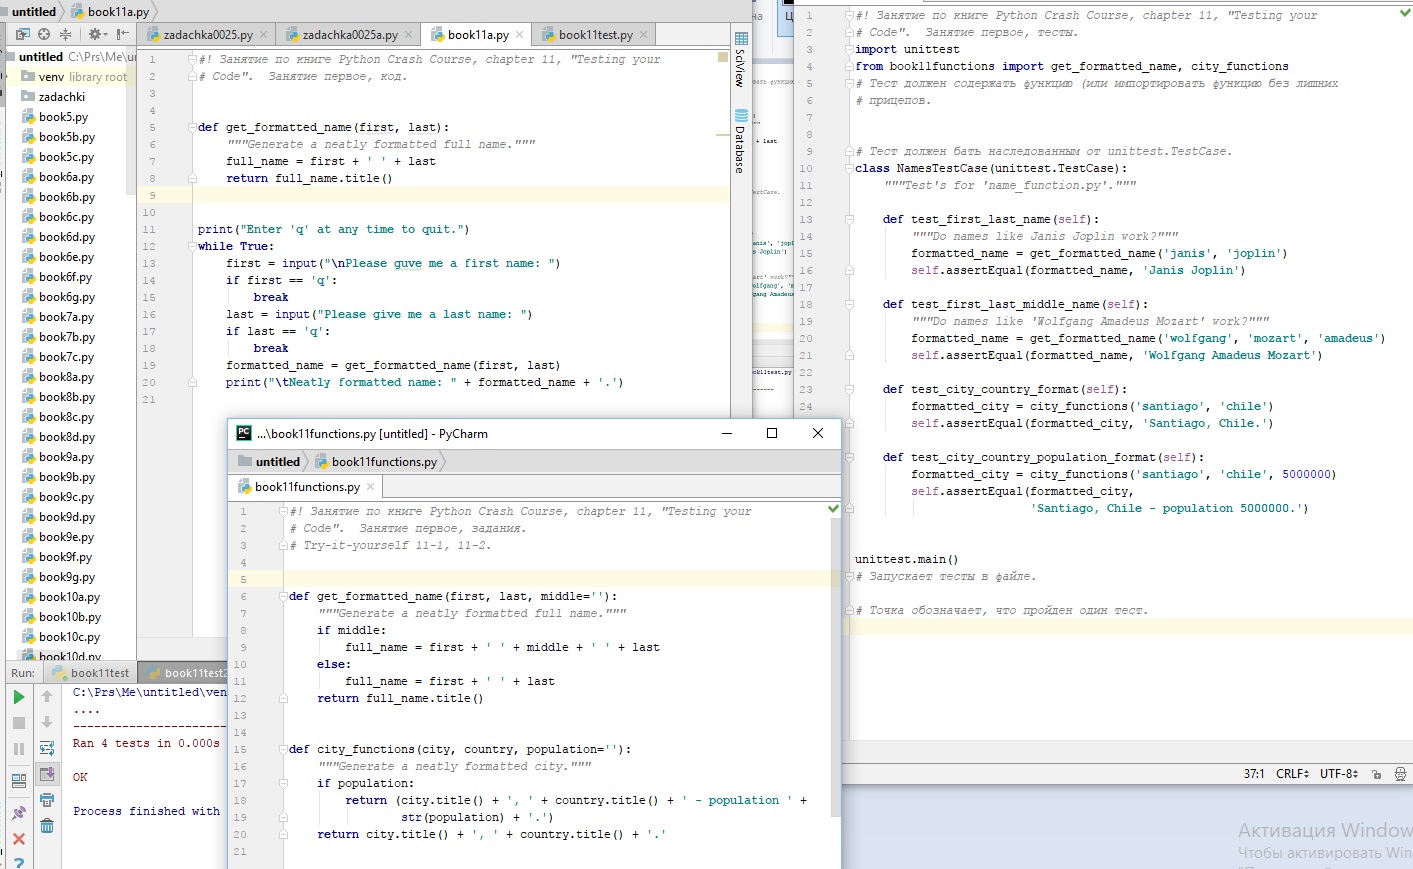 untitled book11a.py
zadachka0025.py zadachka0025a.py book11a.py book11test.py
untitled C:\Prs\Me\u
venv library root
zadachki
book5.py
book5b.py
book5c.py
book6a.py
book6b.py
book6c.py
book6d.py
book6e.py
book6f.py
book6g.py
book7a.py
book7b.py
book7c.py
book8a.py
book8b.py
book8c.py
book8d.py
book9a.py
book9b.py
book9c.py
book9d.py
book9e.py
book9f.py
book9g.py
book10a.py
book10b.py
book10c.py
book10d.py
1 #! Занятие по книге Python Crash Course, chapter 11, "Testing your
2 # Code". Занятие первое, код.
3
4
5 def get_formatted_name(first, last):
6 """Generate a neatly formatted full name."""
7 full_name = first + ' ' + last
8 return full_name.title()
9
10
11 print("Enter 'q' at any time to quit.")
12 while True:
13 first = input("\nPlease guve me a first name: ")
14 if first == 'q':
15 break
16 last = input("Please give me a last name: ")
17 if last == 'q':
18 break
19 formatted_name = get_formatted_name(first, last)
20 print("\tNeatly formatted name: " + formatted_name + '.')
21
SciView
Database
1 #! Занятие по книге Python Crash Course, chapter 11, "Testing your
2 # Code". Занятие первое, тесты.
3 import unittest
4 from book11functions import get_formatted_name, city_functions
5 # Тест должен содержать функцию (или импортировать функцию без лишних
6 # прицепов.
7
8
9 # Тест должен бать наследованным от unittest.TestCase.
10 class NamesTestCase(unittest.TestCase):
11 """Test's for 'name_function.py'."""
12
13 def test_first_last_name(self):
14 """Do names like Janis Joplin work?"""
15 formatted_name = get_formatted_name('janis', 'joplin')
16 self.assertEqual(formatted_name, 'Janis Joplin')
17
18 def test_first_last_middle_name(self):
19 """Do names like 'Wolfgang Amadeus Mozart' work?"""
20 formatted_name = get_formatted_name('wolfgang', 'mozart', 'amadeus')
21 self.assertEqual(formatted_name, 'Wolfgang Amadeus Mozart')
22
23 def test_city_country_format(self):
24 formatted_city = city_functions('santiago', 'chile')
self.assertEqual(formatted_city, 'Santiago, Chile.')
def test_city_country_population_format(self):
formatted_city = city_functions('santiago', 'chile', 5000000)
self.assertEqual(formatted_city,
'Santiago, Chile - population 5000000.')
unittest.main()
# Запускает тесты в файле.
# Точка обозначает, что пройден один тест.
37:1 CRLF UTF-8
...\book11functions.py [untitled] - PyCharm
untitled book11functions.py
book11functions.py
1 #! Занятие по книге Python Crash Course, chapter 11, "Testing your
2 # Code". Занятие первое, задания.
3 # Try-it-yourself 11-1, 11-2.
4
5
6 def get_formatted_name(first, last, middle=''):
7 """Generate a neatly formatted full name."""
8 if middle:
9 full_name = first + ' ' + middle + ' ' + last
10 else:
11 full_name = first + ' ' + last
12 return full_name.title()
13
14
15 def city_functions(city, country, population=''):
16 """Generate a neatly formatted city."""
17 if population:
18 return (city.title() + ', ' + country.title() + ' - population ' +
19 str(population) + '.')
20 return city.title() + ', ' + country.title() + '.'
21
Run: book11test book11test
C:\Prs\Me\untitled\ven
....
Ran 4 tests in 0.000s
OK
Process finished with
Активация Window
Чтобы активировать Win